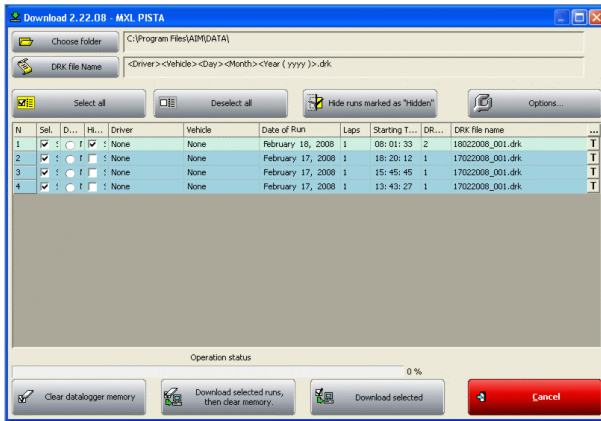 Download 2.22.08 - MXL PISTA
Choose folder C:\Program Files\AIM\DATA\
DRK file Name <Driver><Vehicle><Day><Month><Year ( yyyy )>.drk
Select all Deselect all Hide runs marked as "Hidden" Options...
N Sel. D... Hi... Driver Vehicle Date of Run Laps Starting T... DR... DRK file name ...
1 None None February 18, 2008 1 08: 01: 33 2 18022008_001.drk T
2 None None February 17, 2008 1 18: 20: 12 1 17022008_001.drk T
3 None None February 17, 2008 1 15: 45: 45 1 17022008_001.drk T
4 None None February 17, 2008 1 13: 43: 27 1 17022008_001.drk T
Operation status
0 %
Clear datalogger memory Download selected runs, then clear memory. Download selected Cancel